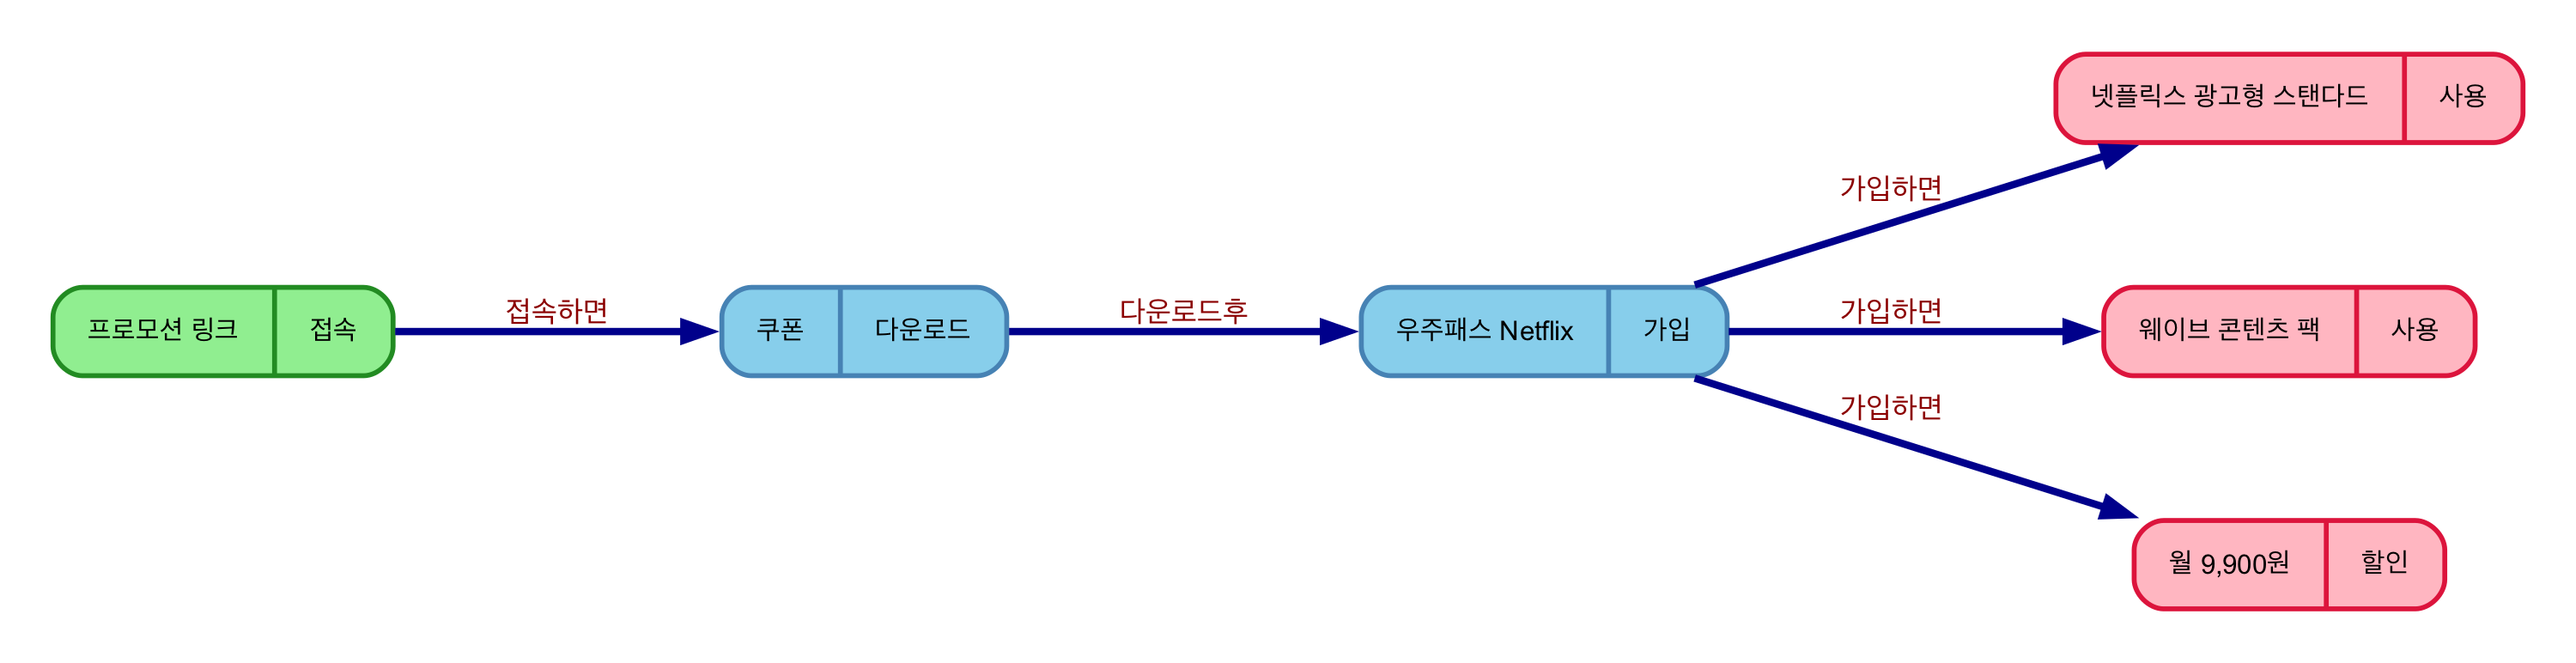 넷플릭스 광고형 스탠다드 사용
가입하면
프로모션 링크 접속
접속하면
쿠폰 다운로드
다운로드후
우주패스 Netflix 가입
가입하면
웨이브 콘텐츠 팩 사용
가입하면
월 9,900원 할인